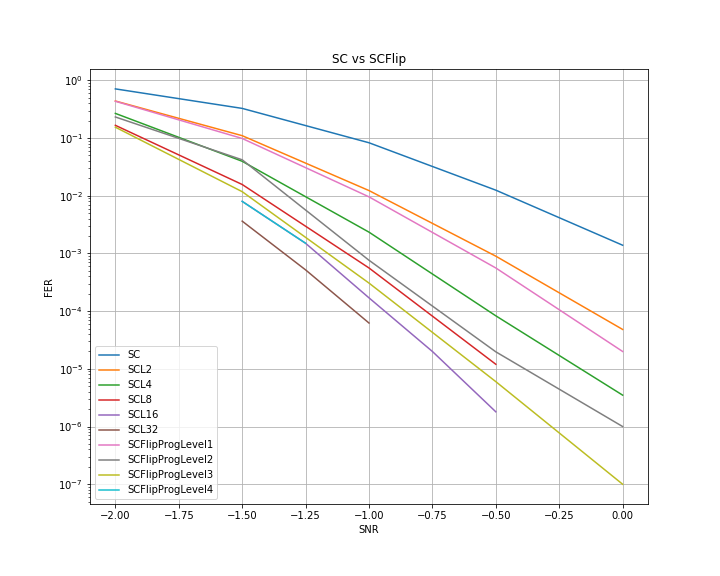 SC vs SCFlip
10⁰
10⁻¹
10⁻²
10⁻³
10⁻⁴
10⁻⁵
10⁻⁶
10⁻⁷
FER
SC
SCL2
SCL4
SCL8
SCL16
SCL32
SCFlipProgLevel1
SCFlipProgLevel2
SCFlipProgLevel3
SCFlipProgLevel4
−2.00 −1.75 −1.50 −1.25 −1.00 −0.75 −0.50 −0.25 0.00
SNR